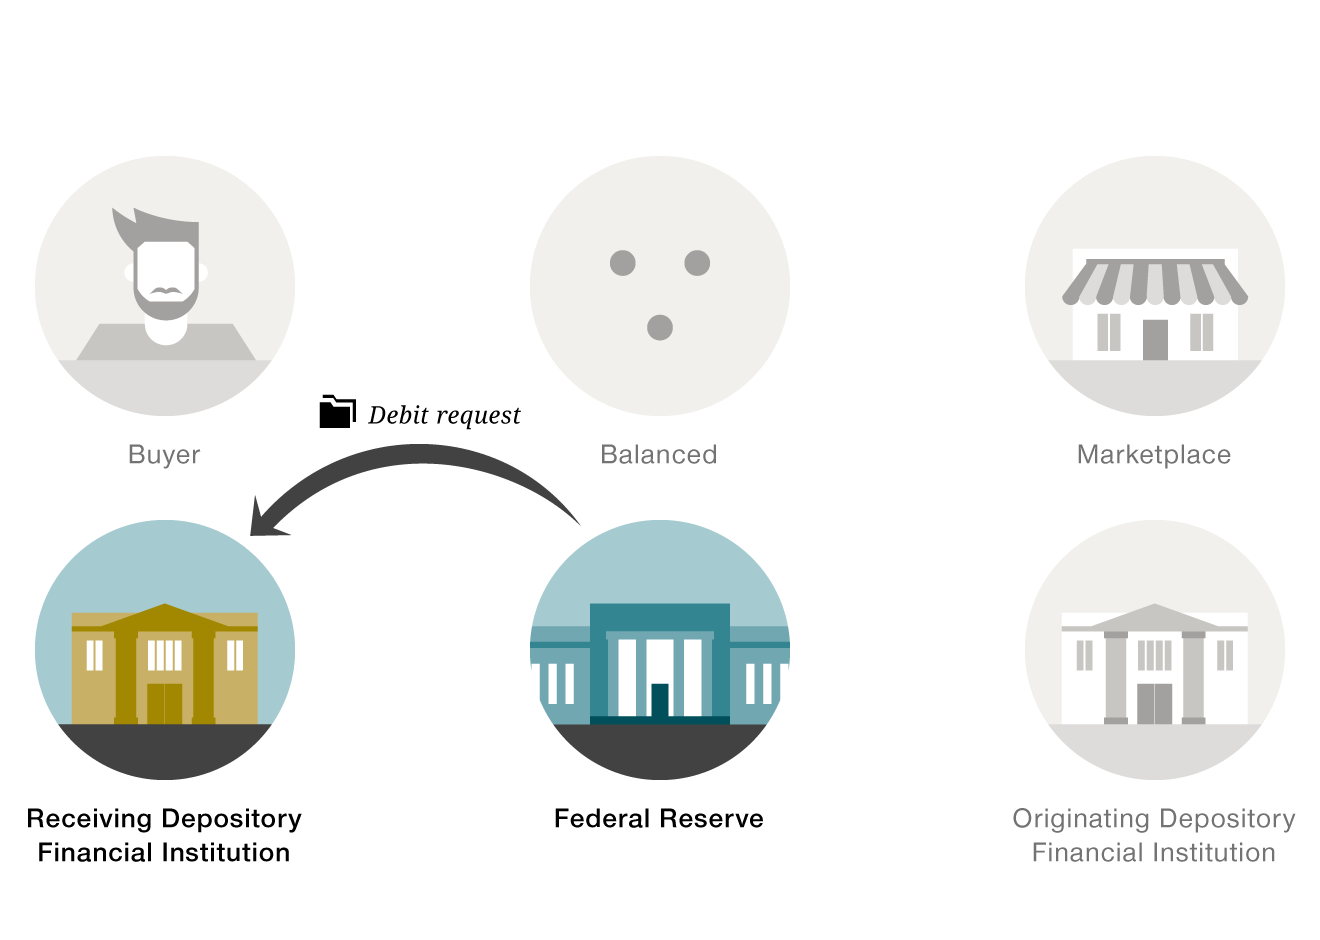 Debit request
Buyer
Balanced
Marketplace
Receiving Depository
Financial Institution
Federal Reserve
Originating Depository
Financial Institution